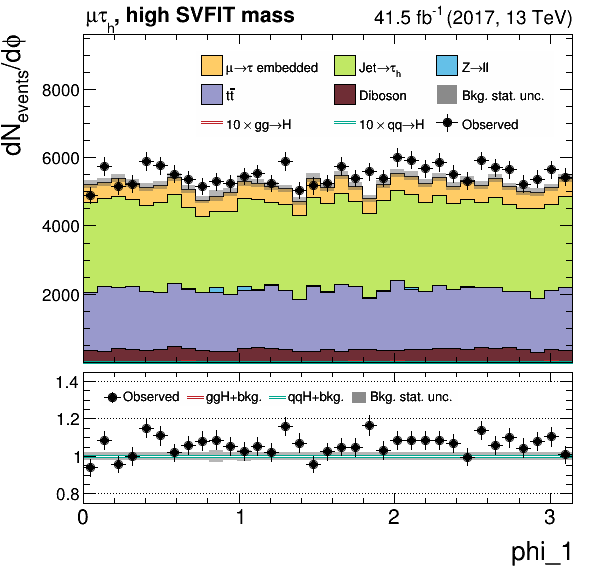 μτh, high SVFIT mass 41.5 fb-1 (2017, 13 TeV)
dNevents/dϕ
8000
6000
4000
2000
μ→τ embedded Jet→τh Z→ll
tt̄ Diboson Bkg. stat. unc.
10 × gg→H 10 × qq→H Observed
1.4
1.2
1.0
0.8
Observed ggH+bkg. qqH+bkg. Bkg. stat. unc.
0 1 2 3
phi_1